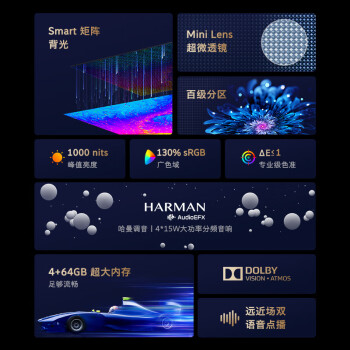 Smart 矩阵
背光
Mini Lens
超微透镜
百级分区
1000 nits
峰值亮度
130% sRGB
广色域
ΔE≤1
专业级色准
HARMAN
AudioEFX
哈曼调音丨4*15W大功率分频音响
4+64GB 超大内存
足够流畅
DOLBY
VISION·ATMOS
远近场双
语音点播